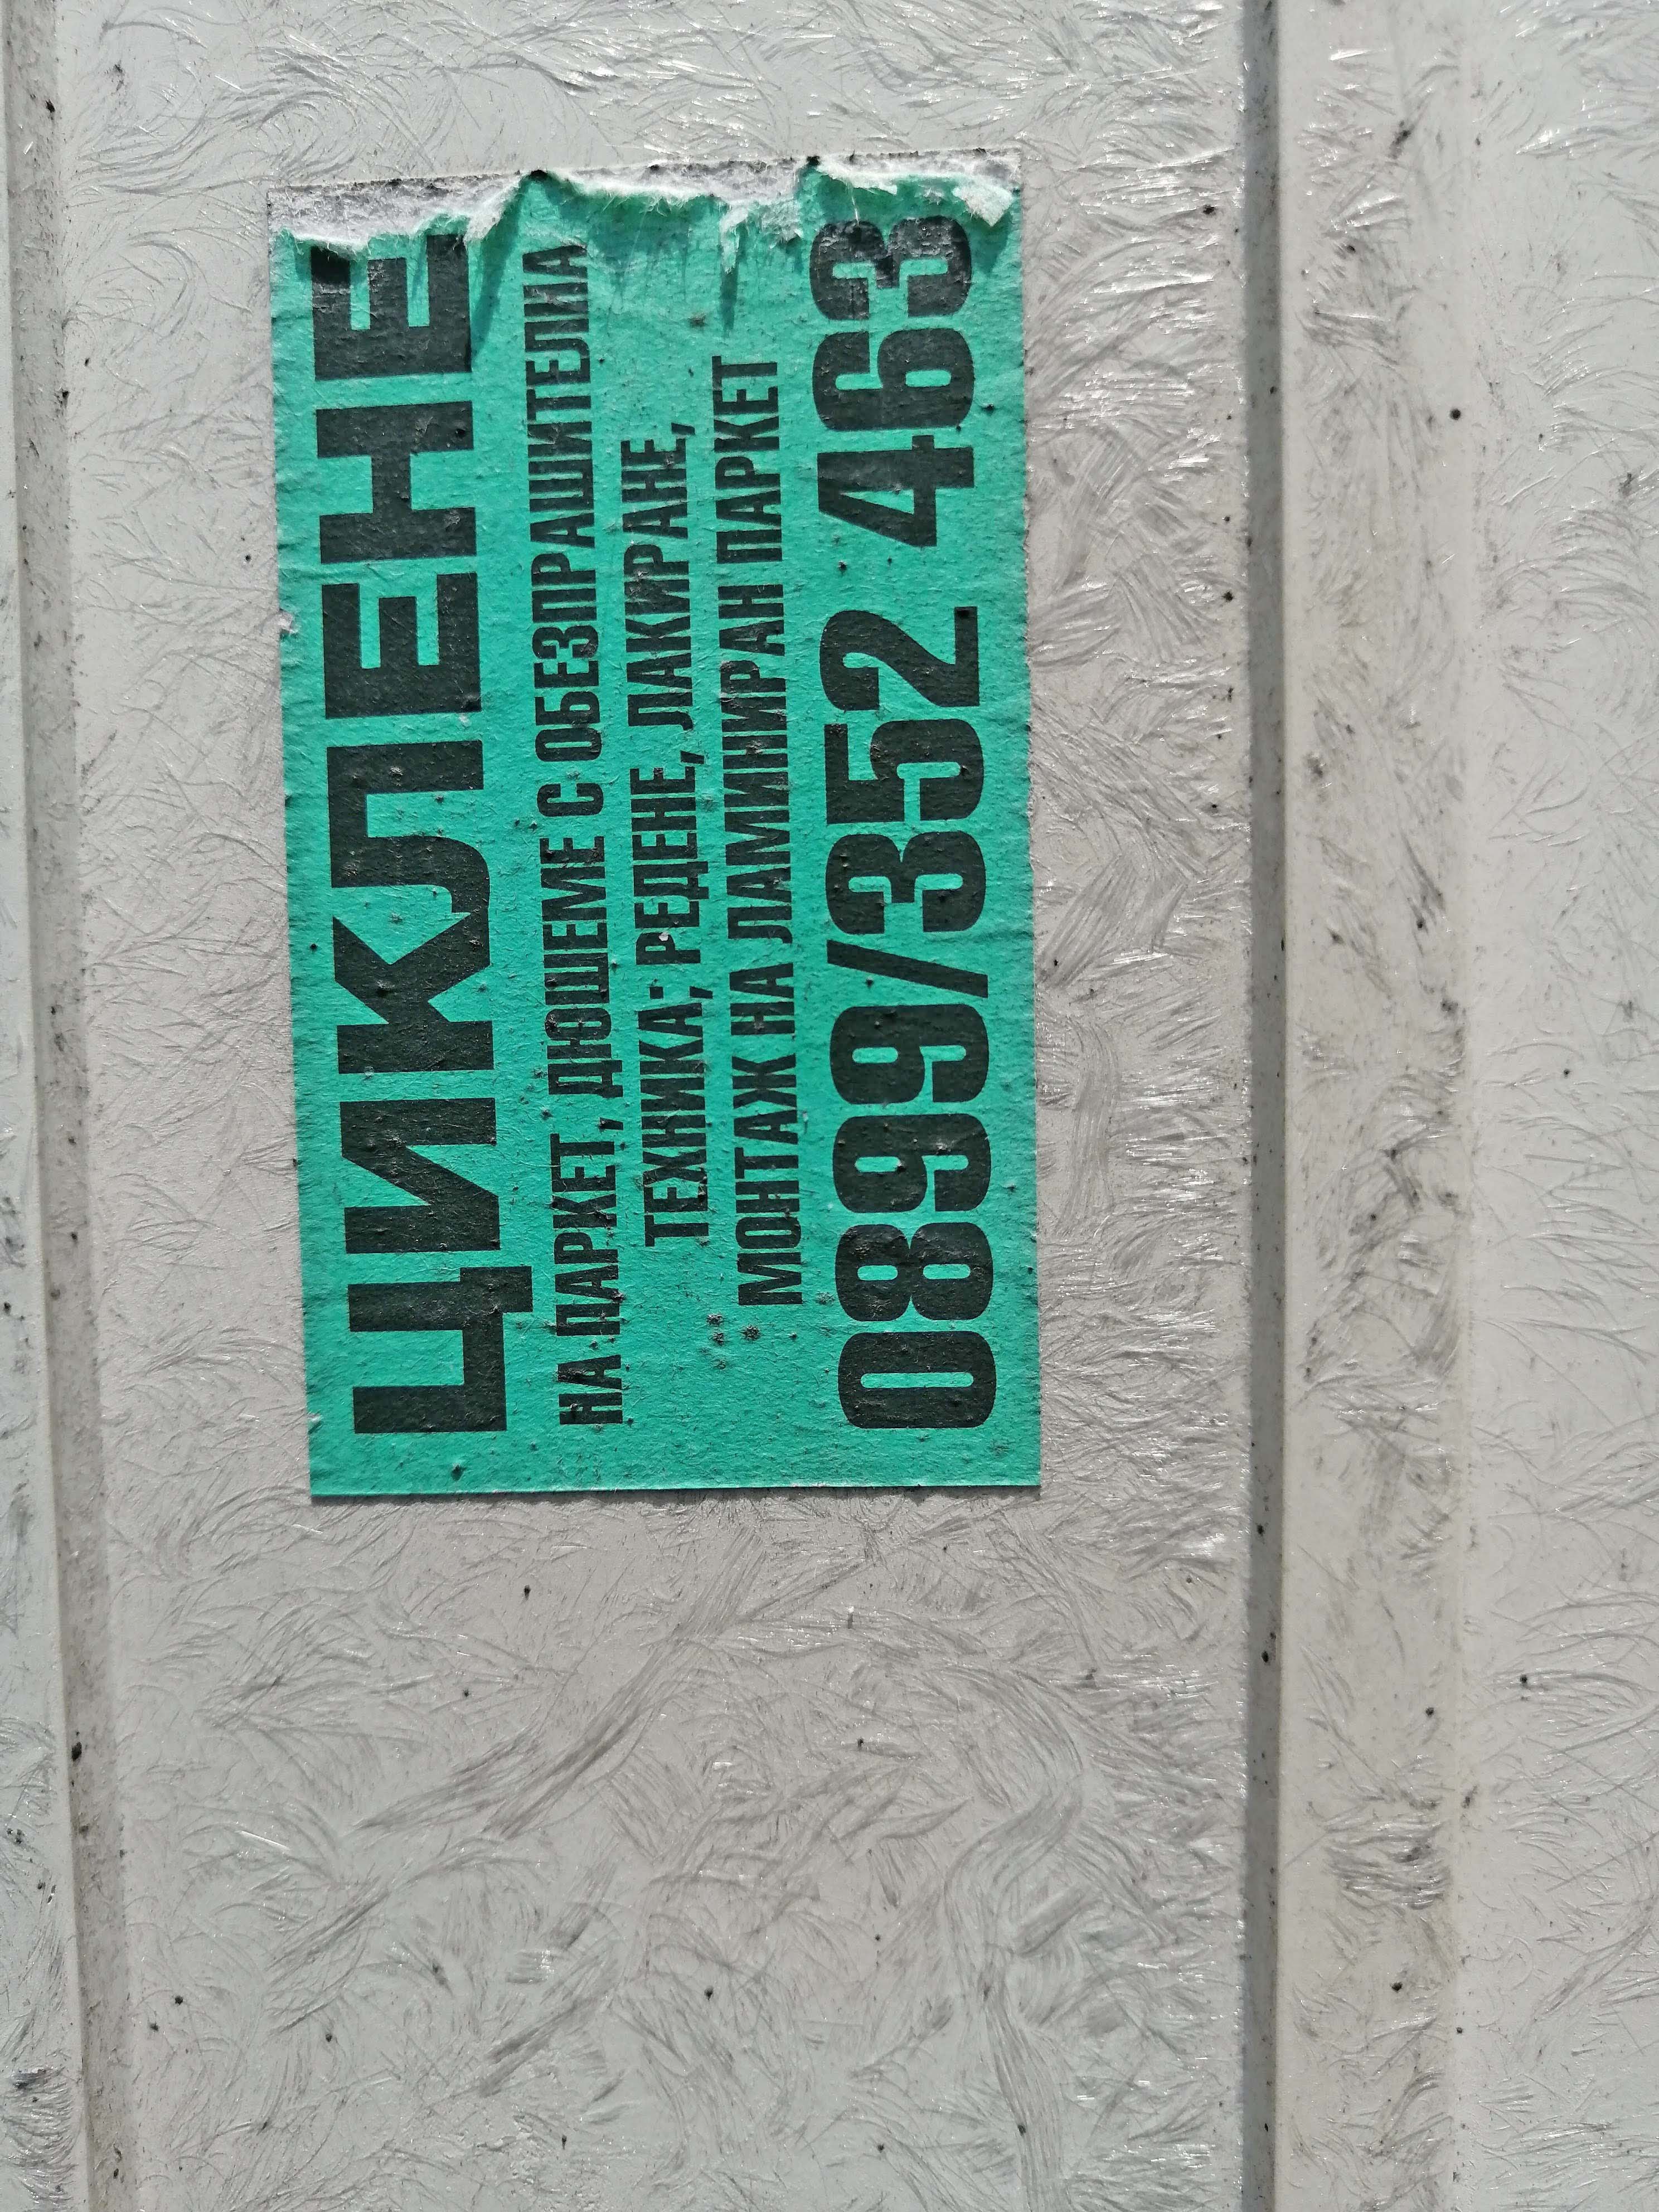 ЦИКЛЕНЕ
НА ПАРКЕТ, ДЮШЕМЕ С ОБЕЗПРАШИТЕЛНА
ТЕХНИКА; РЕДЕНЕ, ЛАКИРАНЕ,
МОНТАЖ НА ЛАМИНИРАН ПАРКЕТ
0899/352 463